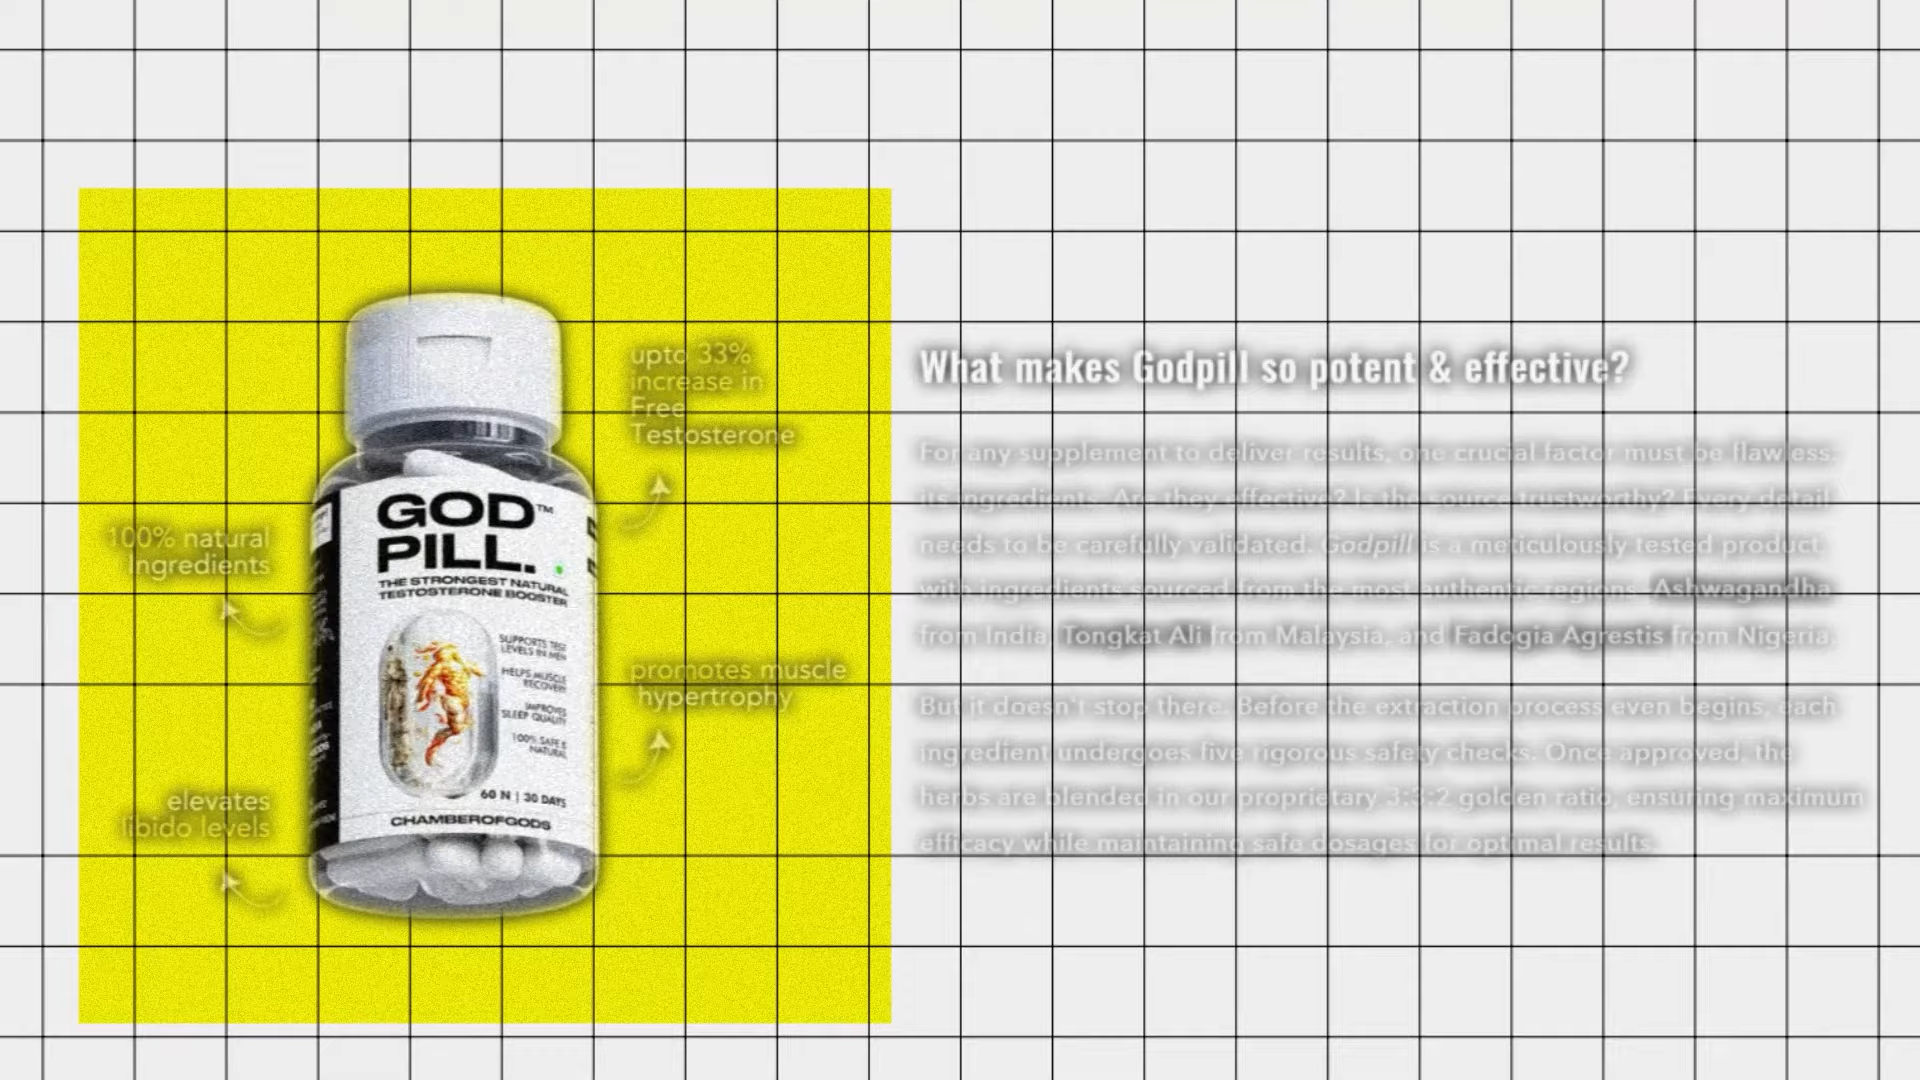 upto 33%
increase in
Free
Testosterone
100% natural
Ingredients
promotes muscle
hypertrophy
elevates
libido levels
GOD™
PILL.
THE STRONGEST NATURAL
TESTOSTERONE BOOSTER
SUPPORTS TEST
LEVELS IN MEN
HELPS MUSCLE
RECOVERY
IMPROVES
SLEEP QUALITY
100% SAFE &
NATURAL
60 N | 30 DAYS
CHAMBEROFGODS
What makes Godpill so potent & effective?
For any supplement to deliver results, one crucial factor must be flawless:
its ingredients. Are they effective? Is the source trustworthy? Every detail
needs to be carefully validated. Godpill is a meticulously tested product,
with ingredients sourced from the most authentic regions: Ashwagandha
from India, Tongkat Ali from Malaysia, and Fadogia Agrestis from Nigeria.
But it doesn't stop there. Before the extraction process even begins, each
ingredient undergoes five rigorous safety checks. Once approved, the
herbs are blended in our proprietary 3:3:2 golden ratio, ensuring maximum
efficacy while maintaining safe dosages for optimal results.